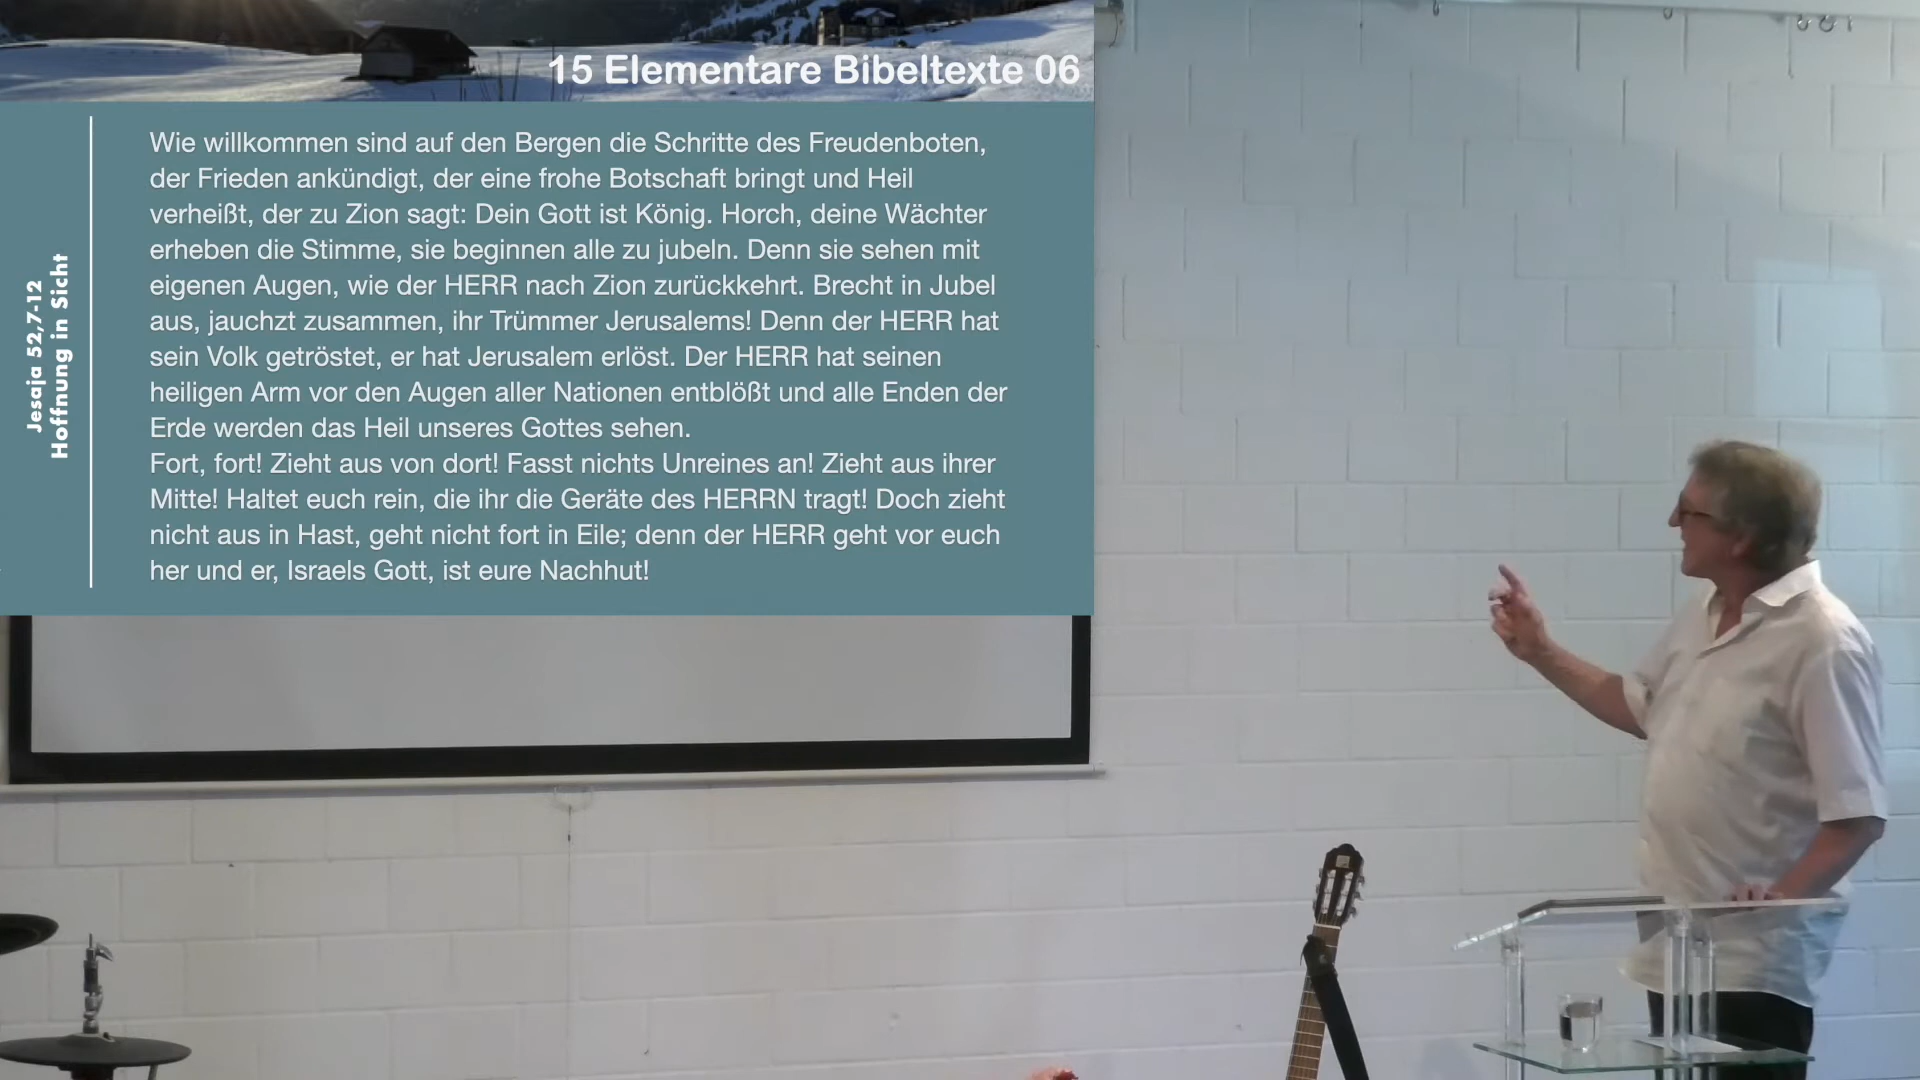 15 Elementare Bibeltexte 06
Jesaja 52,7-12
Hoffnung in Sicht
Wie willkommen sind auf den Bergen die Schritte des Freudenboten,
der Frieden ankündigt, der eine frohe Botschaft bringt und Heil
verheißt, der zu Zion sagt: Dein Gott ist König. Horch, deine Wächter
erheben die Stimme, sie beginnen alle zu jubeln. Denn sie sehen mit
eigenen Augen, wie der HERR nach Zion zurückkehrt. Brecht in Jubel
aus, jauchzt zusammen, ihr Trümmer Jerusalems! Denn der HERR hat
sein Volk getröstet, er hat Jerusalem erlöst. Der HERR hat seinen
heiligen Arm vor den Augen aller Nationen entblößt und alle Enden der
Erde werden das Heil unseres Gottes sehen.
Fort, fort! Zieht aus von dort! Fasst nichts Unreines an! Zieht aus ihrer
Mitte! Haltet euch rein, die ihr die Geräte des HERRN tragt! Doch zieht
nicht aus in Hast, geht nicht fort in Eile; denn der HERR geht vor euch
her und er, Israels Gott, ist eure Nachhut!